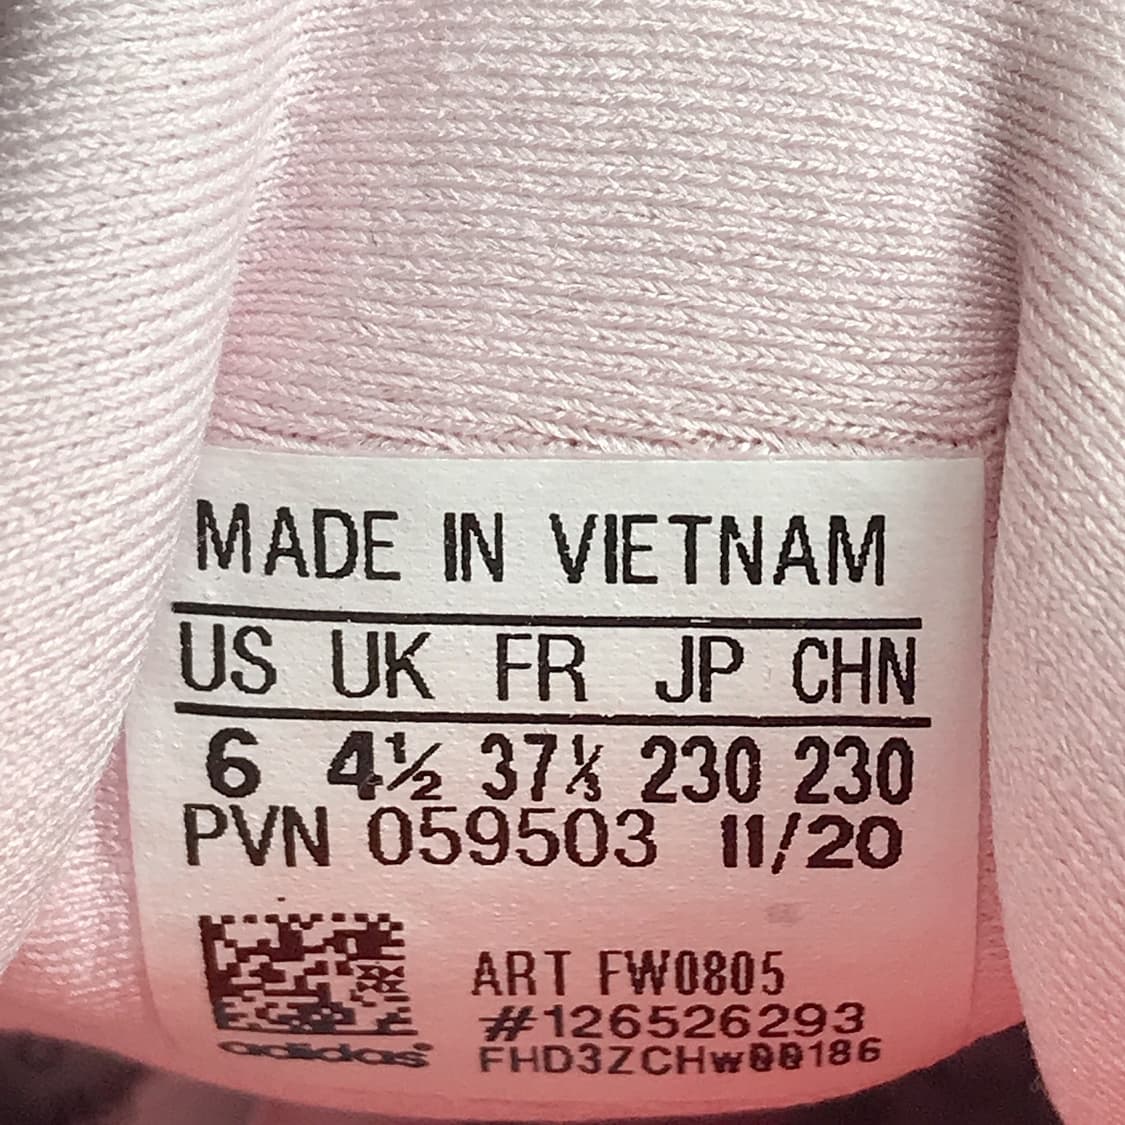 MADE IN VIETNAM
US UK FR JP CHN
6 4½ 37⅓ 230 230
PVN 059503 11/20
ART FW0805
#126526293
adidas